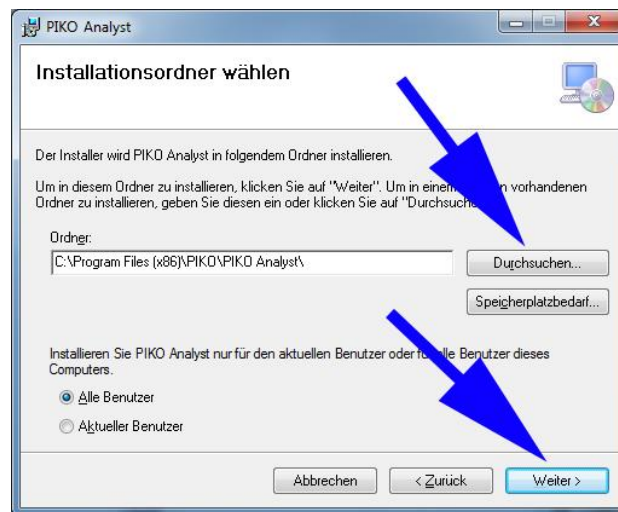 PIKO Analyst
Installationsordner wählen
Der Installer wird PIKO Analyst in folgendem Ordner installieren.
Um in diesem Ordner zu installieren, klicken Sie auf "Weiter". Um in einem vorhandenen
Ordner zu installieren, geben Sie diesen ein oder klicken Sie auf
Ordner:
C:\Program Files (x86)\PIKO\PIKO Analyst\
Durchsuchen...
Speicherplatzbedarf...
Installieren Sie PIKO Analyst nur für den aktuellen Benutzer oder Benutzer dieses
Computers.
Alle Benutzer
Aktueller Benutzer
Abbrechen
< Zurück
Weiter >